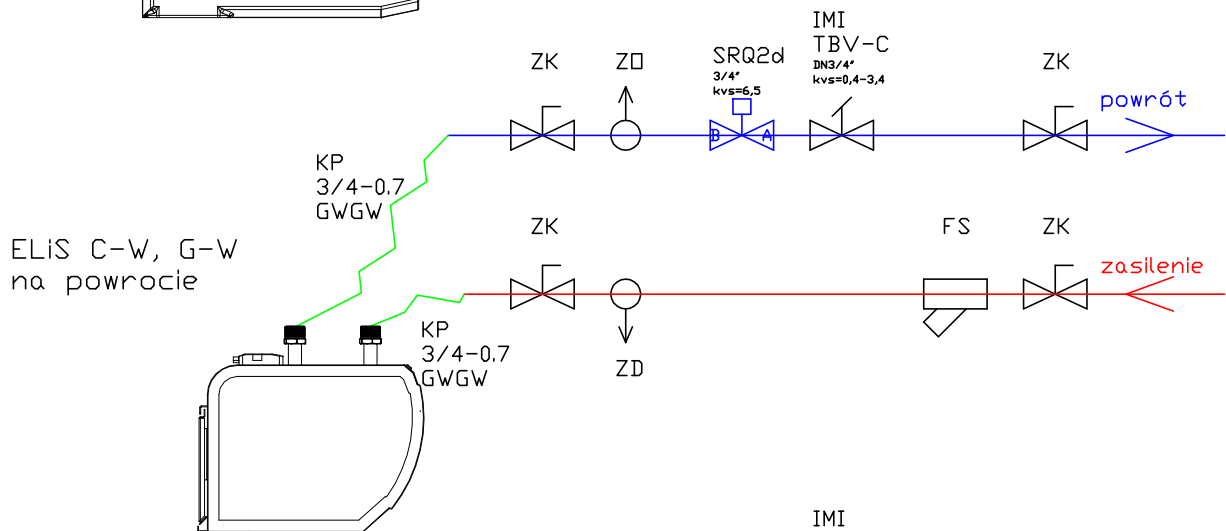 IMI
TBV-C
DN3/4"
kvs=0,4-3,4
ZK
ZO
SRQ2d
3/4"
kvs=6,5
ZK
powrót
B A
KP
3/4-0.7
GWGW
ELiS C-W, G-W
na powrocie
ZK
FS
ZK
zasilenie
KP
3/4-0.7
GWGW
ZD
IMI